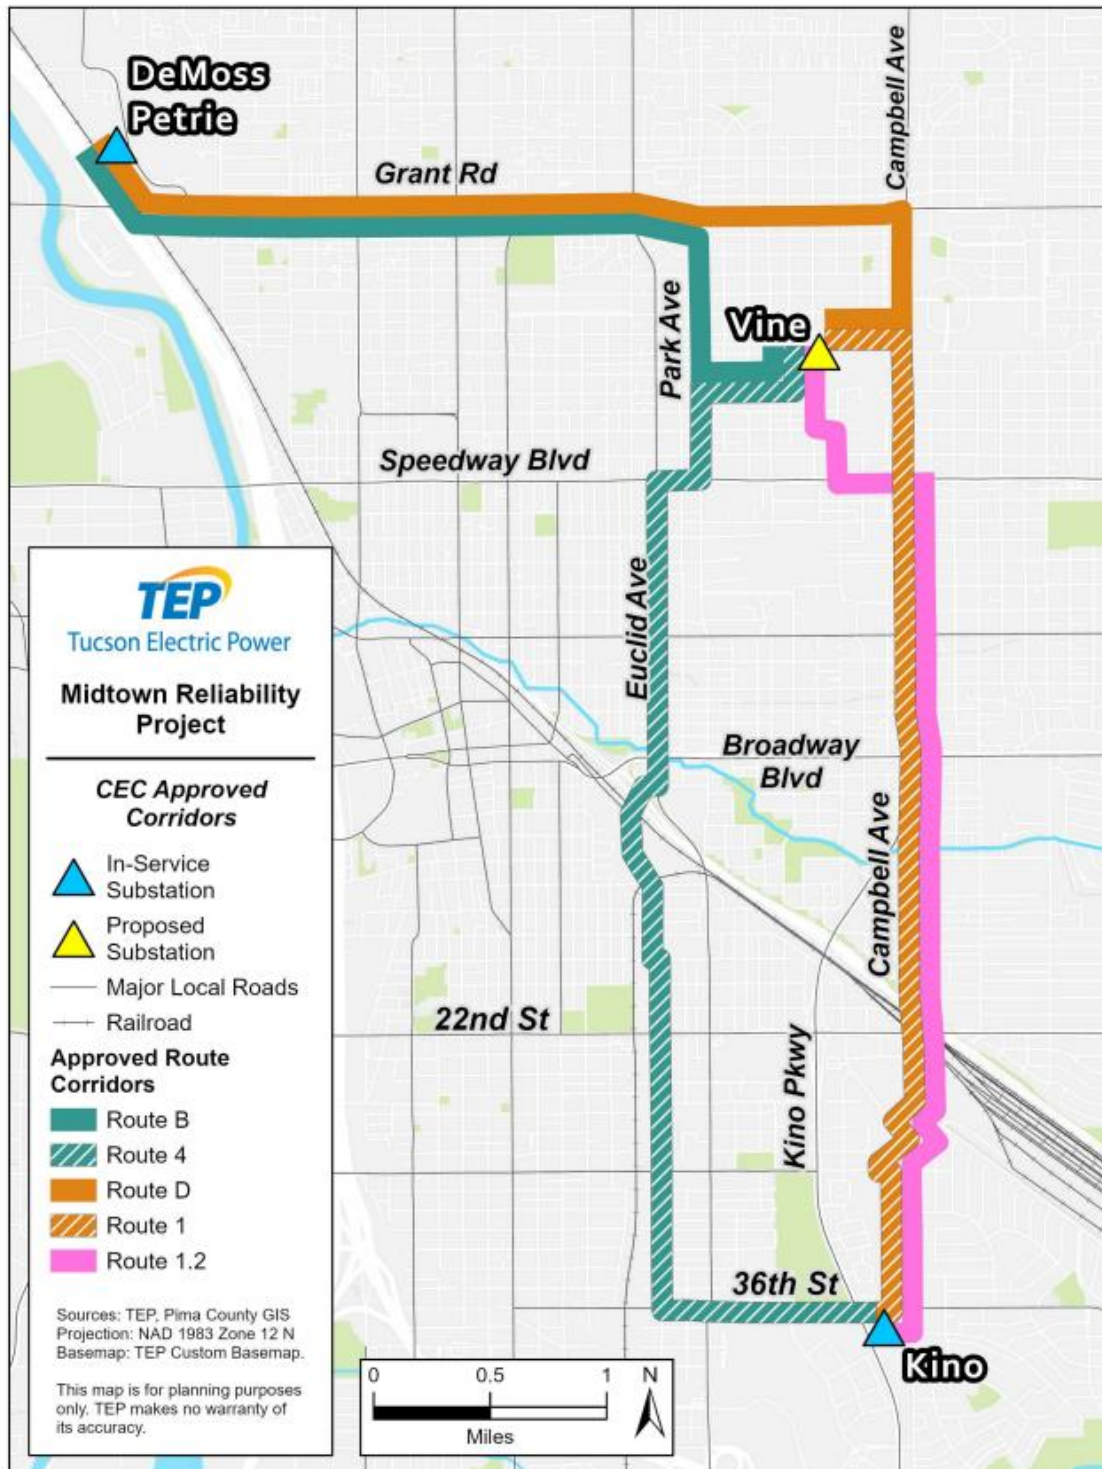 DeMoss
Petrie
Grant Rd
Campbell Ave
Park Ave
Vine
Speedway Blvd
Euclid Ave
Broadway
Blvd
Campbell Ave
22nd St
Kino Pkwy
36th St
Kino
TEP
Tucson Electric Power
Midtown Reliability
Project
CEC Approved
Corridors
In-Service
Substation
Proposed
Substation
Major Local Roads
Railroad
Approved Route
Corridors
Route B
Route 4
Route D
Route 1
Route 1.2
Sources: TEP, Pima County GIS
Projection: NAD 1983 Zone 12 N
Basemap: TEP Custom Basemap.
This map is for planning purposes
only. TEP makes no warranty of
its accuracy.
0 0.5 1
Miles
N